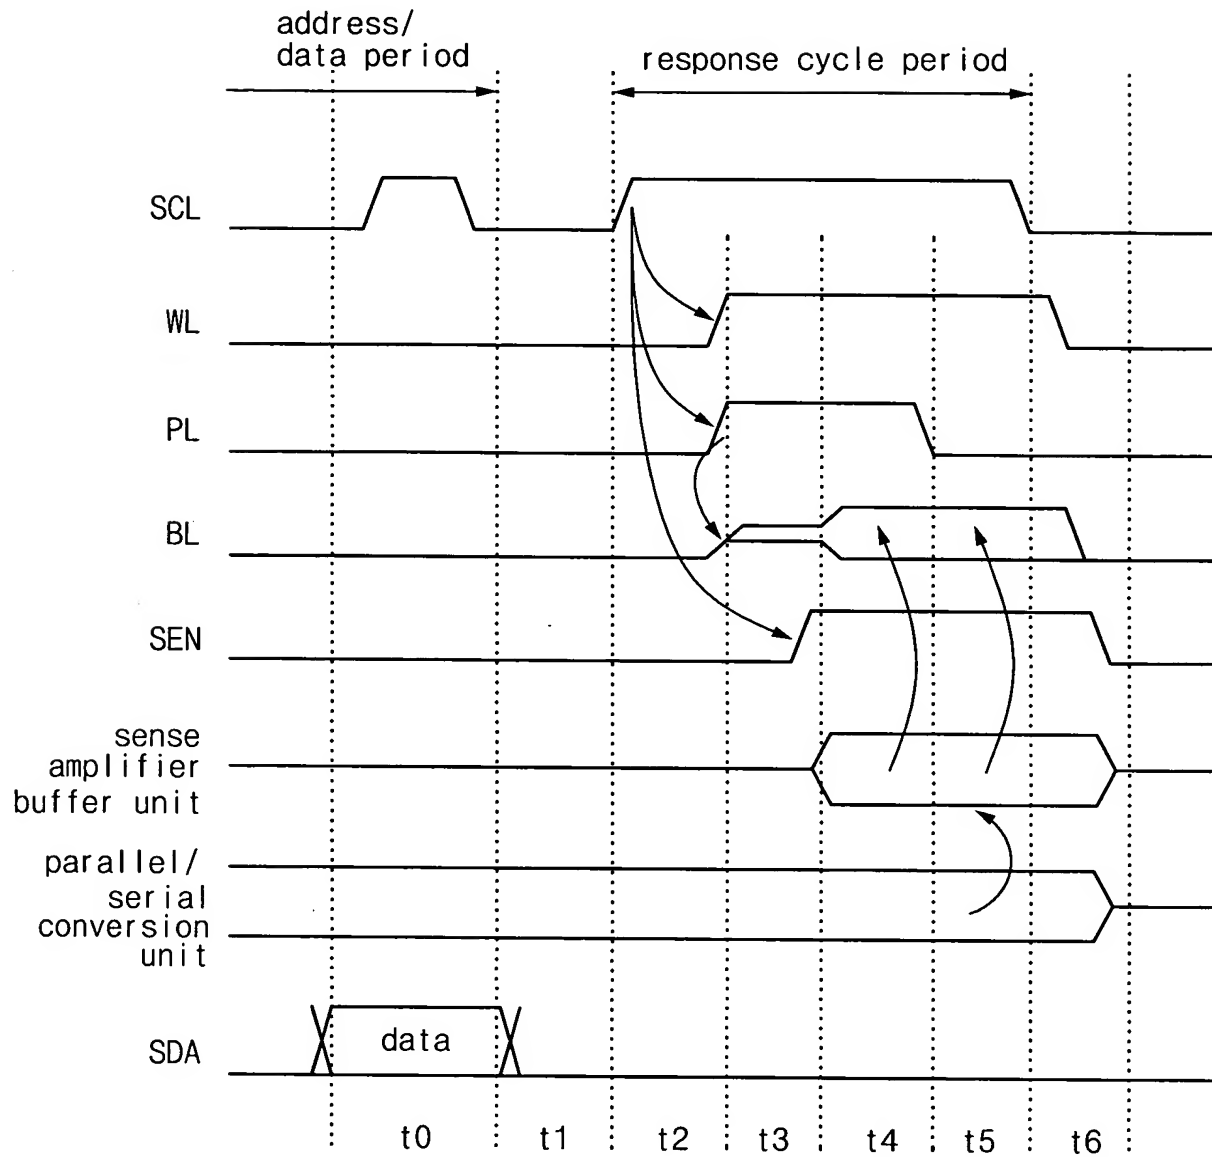 address/
data period
response cycle period
SCL
WL
PL
BL
SEN
sense
amplifier
buffer unit
parallel/
serial
conversion
unit
SDA
data
t0 t1 t2 t3 t4 t5 t6